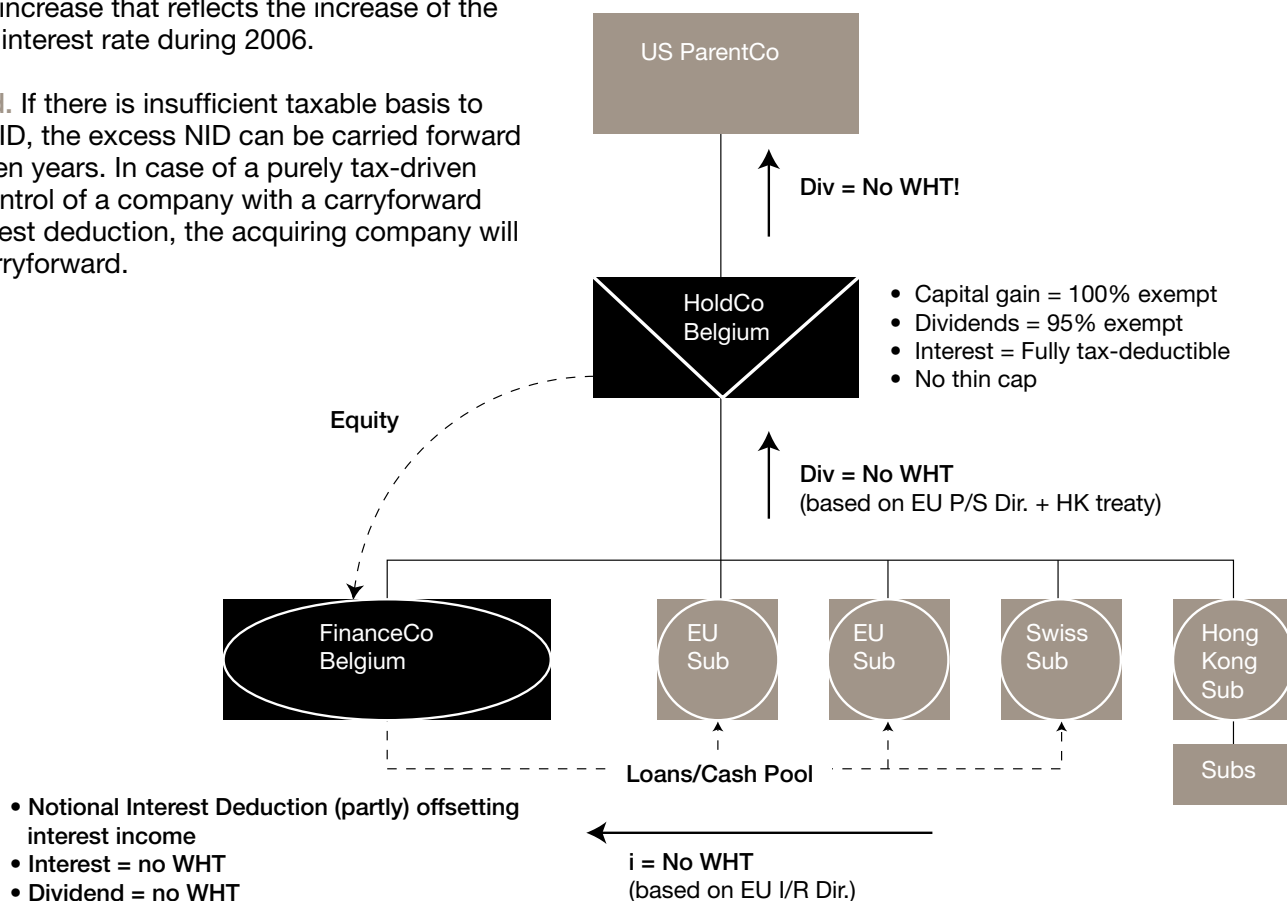 increase that reflects the increase of the
interest rate during 2006.
If there is insufficient taxable basis to
the excess NID can be carried forward
years. In case of a purely tax-driven
of a company with a carryforward
deduction, the acquiring company will
US ParentCo
Div = No WHT!
HoldCo
Belgium
• Capital gain = 100% exempt
• Dividends = 95% exempt
• Interest = Fully tax-deductible
• No thin cap
Equity
Div = No WHT
(based on EU P/S Dir. + HK treaty)
FinanceCo
Belgium
EU
Sub
EU
Sub
Swiss
Sub
Hong
Kong
Sub
Loans/Cash Pool
Subs
• Notional Interest Deduction (partly) offsetting
interest income
• Interest = no WHT
• Dividend = no WHT
i = No WHT
(based on EU I/R Dir.)